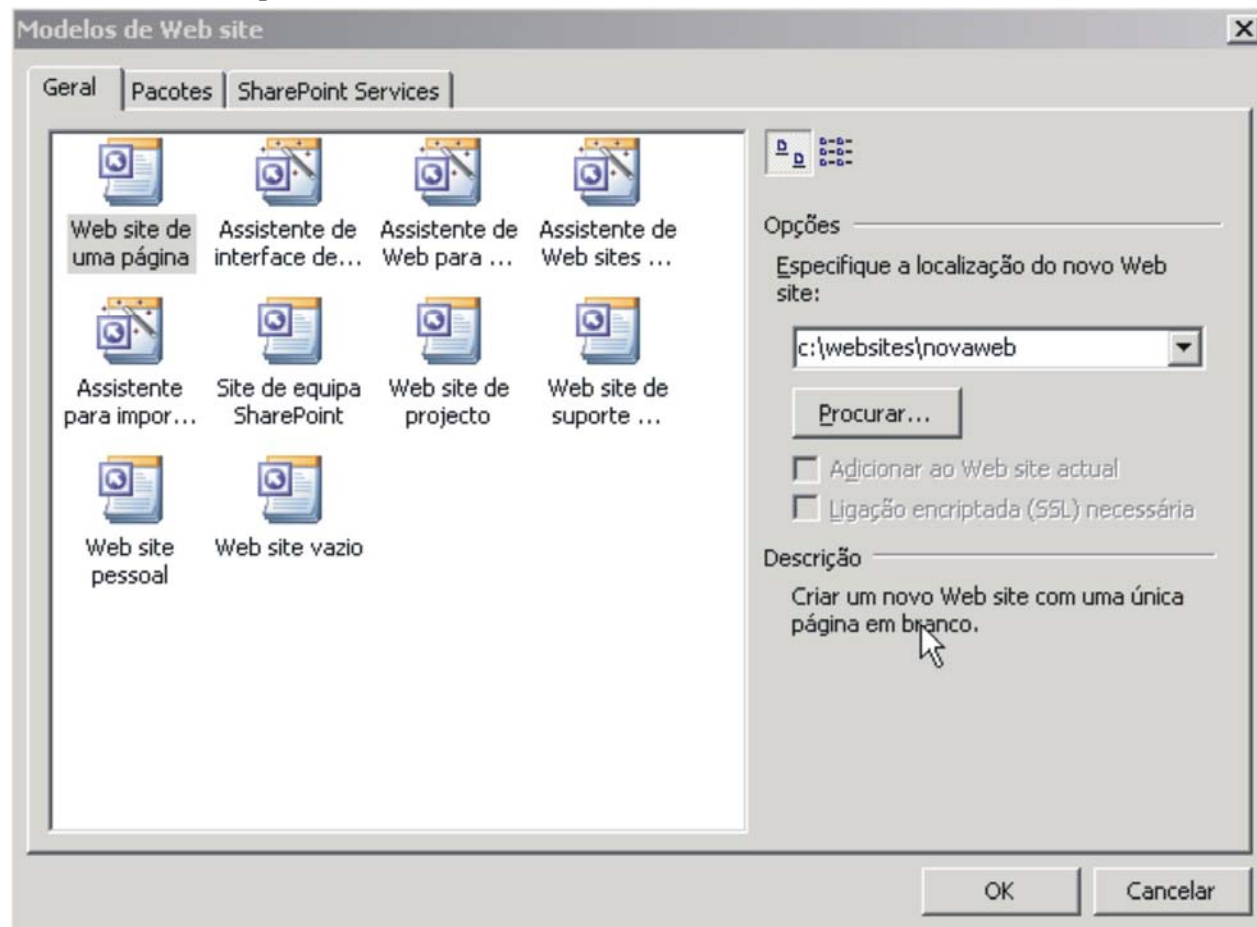 Modelos de Web site
Geral
Pacotes
SharePoint Services
Web site de
uma página
Assistente de
interface de...
Assistente de
Web para ...
Assistente de
Web sites ...
Assistente
para impor...
Site de equipa
SharePoint
Web site de
projecto
Web site de
suporte ...
Web site
pessoal
Web site vazio
Opções
Especifique a localização do novo Web
site:
c:\websites\novaweb
Procurar...
Adicionar ao Web site actual
Ligação encriptada (SSL) necessária
Descrição
Criar um novo Web site com uma única
página em branco.
OK
Cancelar